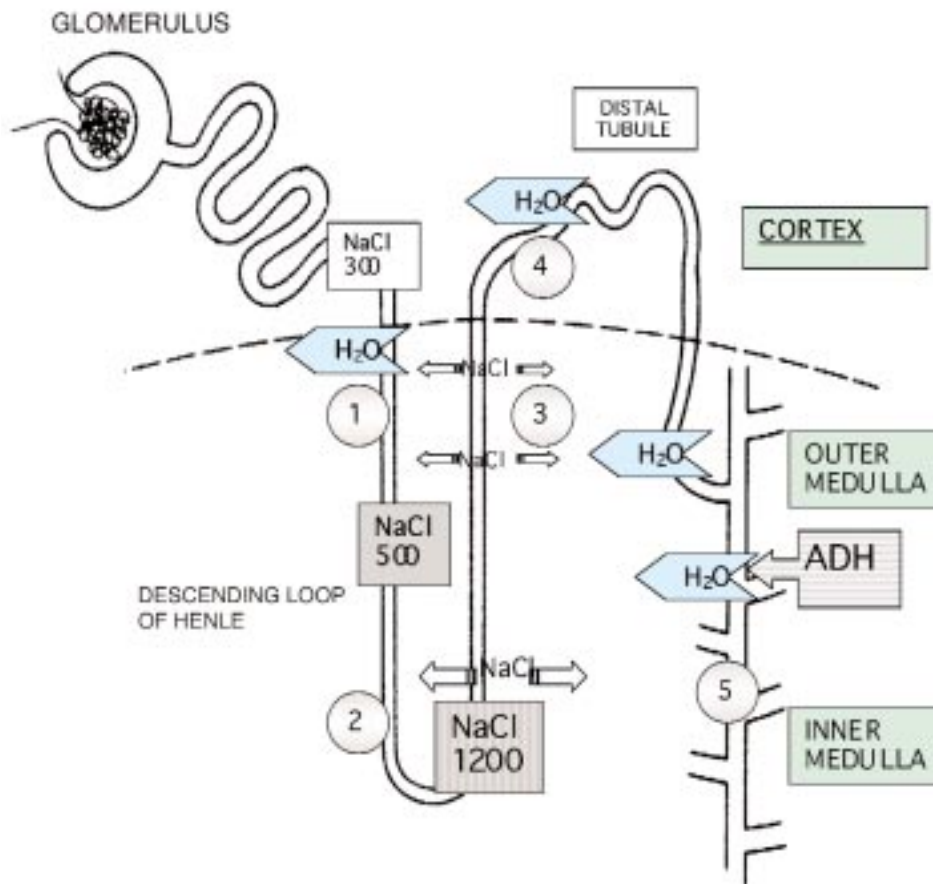 GLOMERULUS
DISTAL
TUBULE
H₂O
CORTEX
NaCl
300
4
H₂O
NaCl
1
3
NaCl
H₂O
OUTER
MEDULLA
NaCl
500
ADH
H₂O
DESCENDING LOOP
OF HENLE
NaCl
5
2
NaCl
1200
INNER
MEDULLA